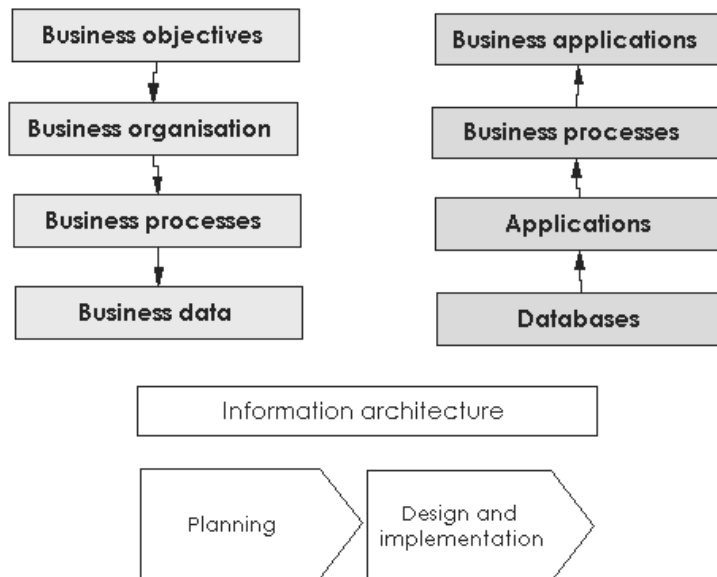 Business objectives
Business organisation
Business processes
Business data
Business applications
Business processes
Applications
Databases
Information architecture
Planning
Design and
implementation